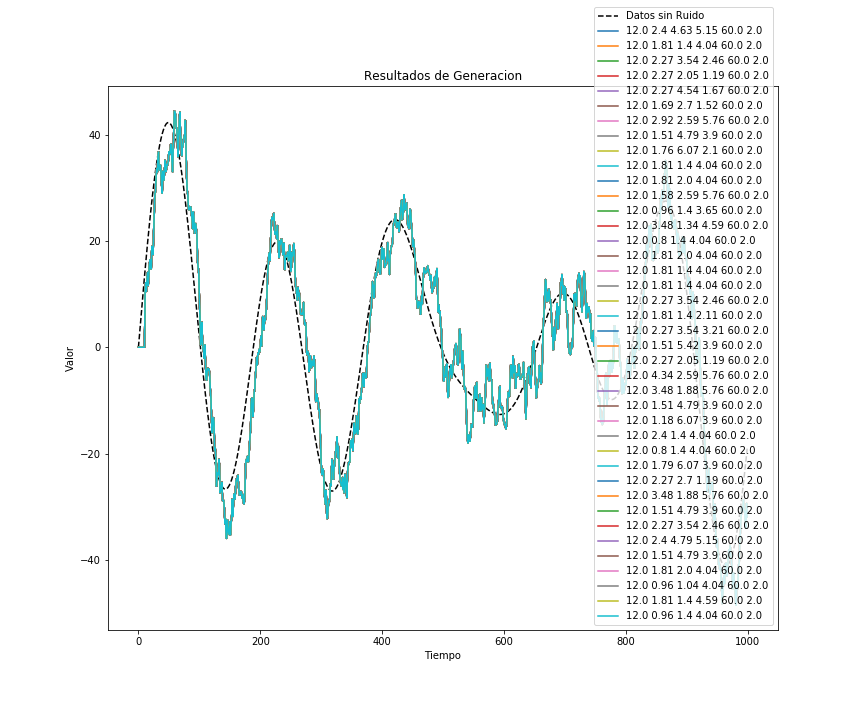 Datos sin Ruido
12.0 2.4 4.63 5.15 60.0 2.0
12.0 1.81 1.4 4.04 60.0 2.0
12.0 2.27 3.54 2.46 60.0 2.0
12.0 2.27 2.05 1.19 60.0 2.0
12.0 2.27 4.54 1.67 60.0 2.0
12.0 1.69 2.7 1.52 60.0 2.0
12.0 2.92 2.59 5.76 60.0 2.0
12.0 1.51 4.79 3.9 60.0 2.0
12.0 1.76 6.07 2.1 60.0 2.0
12.0 1.81 1.4 4.04 60.0 2.0
12.0 1.81 2.0 4.04 60.0 2.0
12.0 1.58 2.59 5.76 60.0 2.0
12.0 0.96 1.4 3.65 60.0 2.0
12.0 3.48 1.34 4.59 60.0 2.0
12.0 0.8 1.4 4.04 60.0 2.0
12.0 1.81 2.0 4.04 60.0 2.0
12.0 1.81 1.4 4.04 60.0 2.0
12.0 1.81 1.4 4.04 60.0 2.0
12.0 2.27 3.54 2.46 60.0 2.0
12.0 1.81 1.4 2.11 60.0 2.0
12.0 2.27 3.54 3.21 60.0 2.0
12.0 1.51 5.42 3.9 60.0 2.0
12.0 2.27 2.05 1.19 60.0 2.0
12.0 4.34 2.59 5.76 60.0 2.0
12.0 3.48 1.88 5.76 60.0 2.0
12.0 1.51 4.79 3.9 60.0 2.0
12.0 1.18 6.07 3.9 60.0 2.0
12.0 2.4 1.4 4.04 60.0 2.0
12.0 0.8 1.4 4.04 60.0 2.0
12.0 1.79 6.07 3.9 60.0 2.0
12.0 2.27 2.7 1.19 60.0 2.0
12.0 3.48 1.88 5.76 60.0 2.0
12.0 1.51 4.79 3.9 60.0 2.0
12.0 2.27 3.54 2.46 60.0 2.0
12.0 2.4 4.79 5.15 60.0 2.0
12.0 1.51 4.79 3.9 60.0 2.0
12.0 1.81 2.0 4.04 60.0 2.0
12.0 0.96 1.04 4.04 60.0 2.0
12.0 1.81 1.4 4.59 60.0 2.0
12.0 0.96 1.4 4.04 60.0 2.0
Resultados de Generacion
40
20
0
−20
−40
Valor
0
200
400
600
800
1000
Tiempo